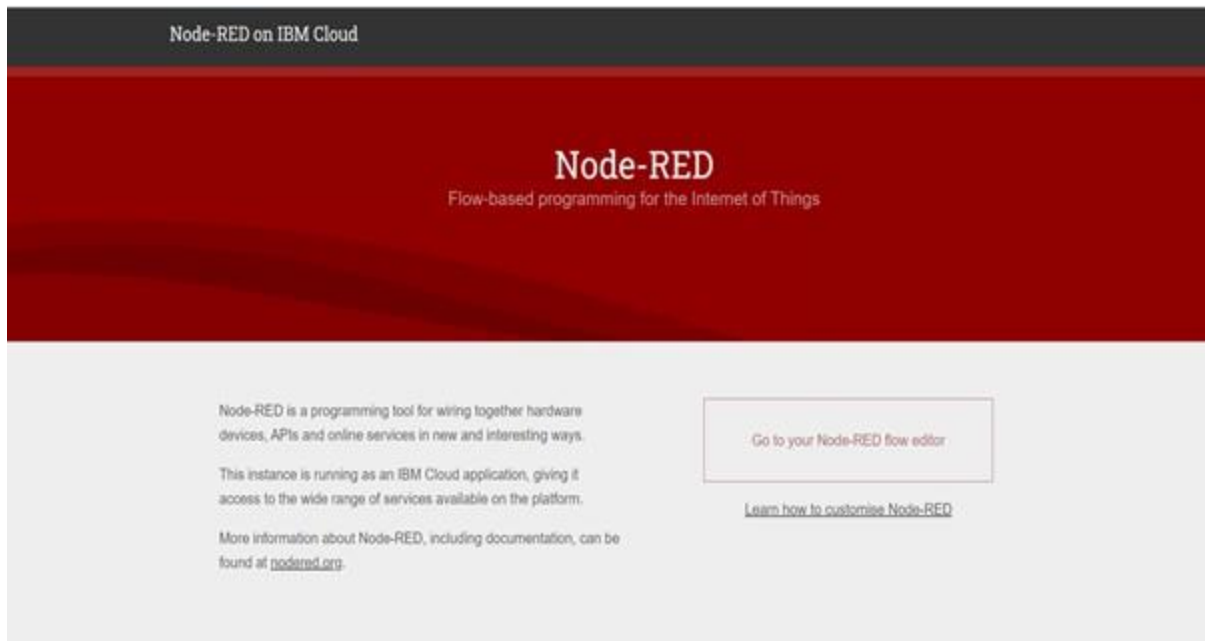 Node-RED on IBM Cloud
Node-RED
Flow-based programming for the Internet of Things
Node-RED is a programming tool for wiring together hardware
devices, APIs and online services in new and interesting ways.
This instance is running as an IBM Cloud application, giving it
access to the wide range of services available on the platform.
More information about Node-RED, including documentation, can be
found at nodered.org.
Go to your Node-RED flow editor
Learn how to customise Node-RED